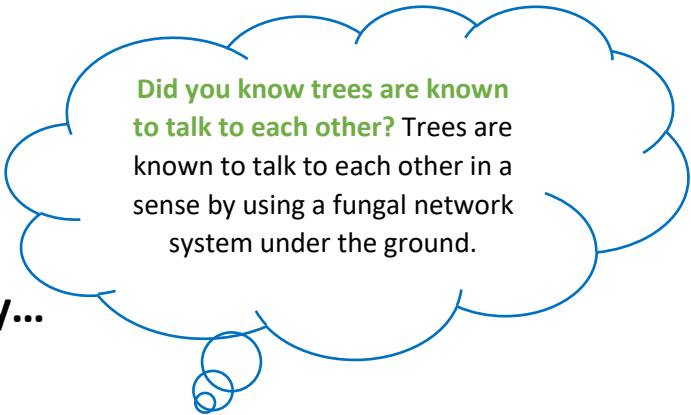 Did you know trees are known
to talk to each other? Trees are
known to talk to each other in a
sense by using a fungal network
system under the ground.
y...